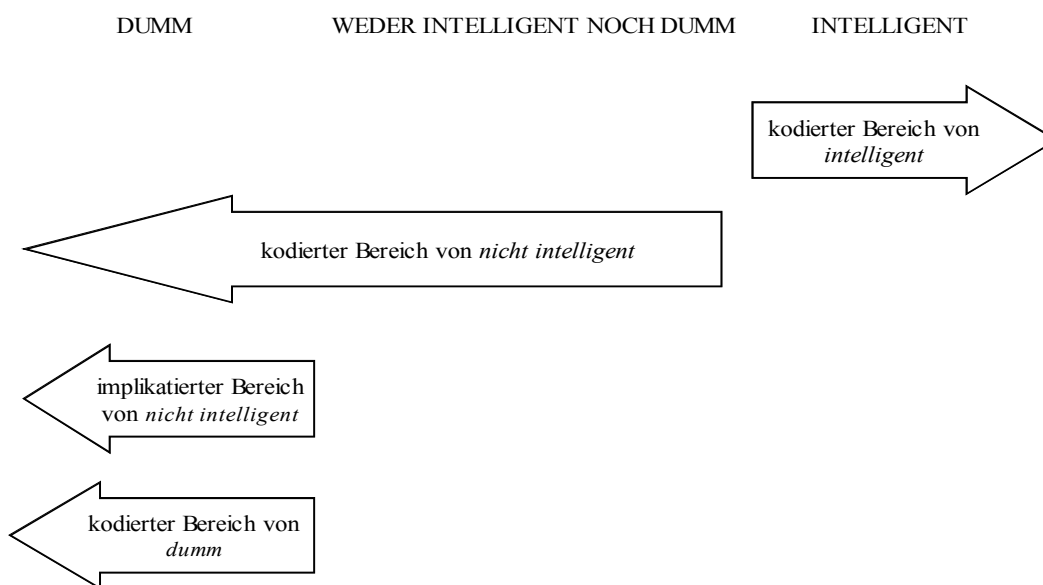 DUMM WEDER INTELLIGENT NOCH DUMM INTELLIGENT
kodierter Bereich von
intelligent
kodierter Bereich von nicht intelligent
implikatierter Bereich
von nicht intelligent
kodierter Bereich von
dumm